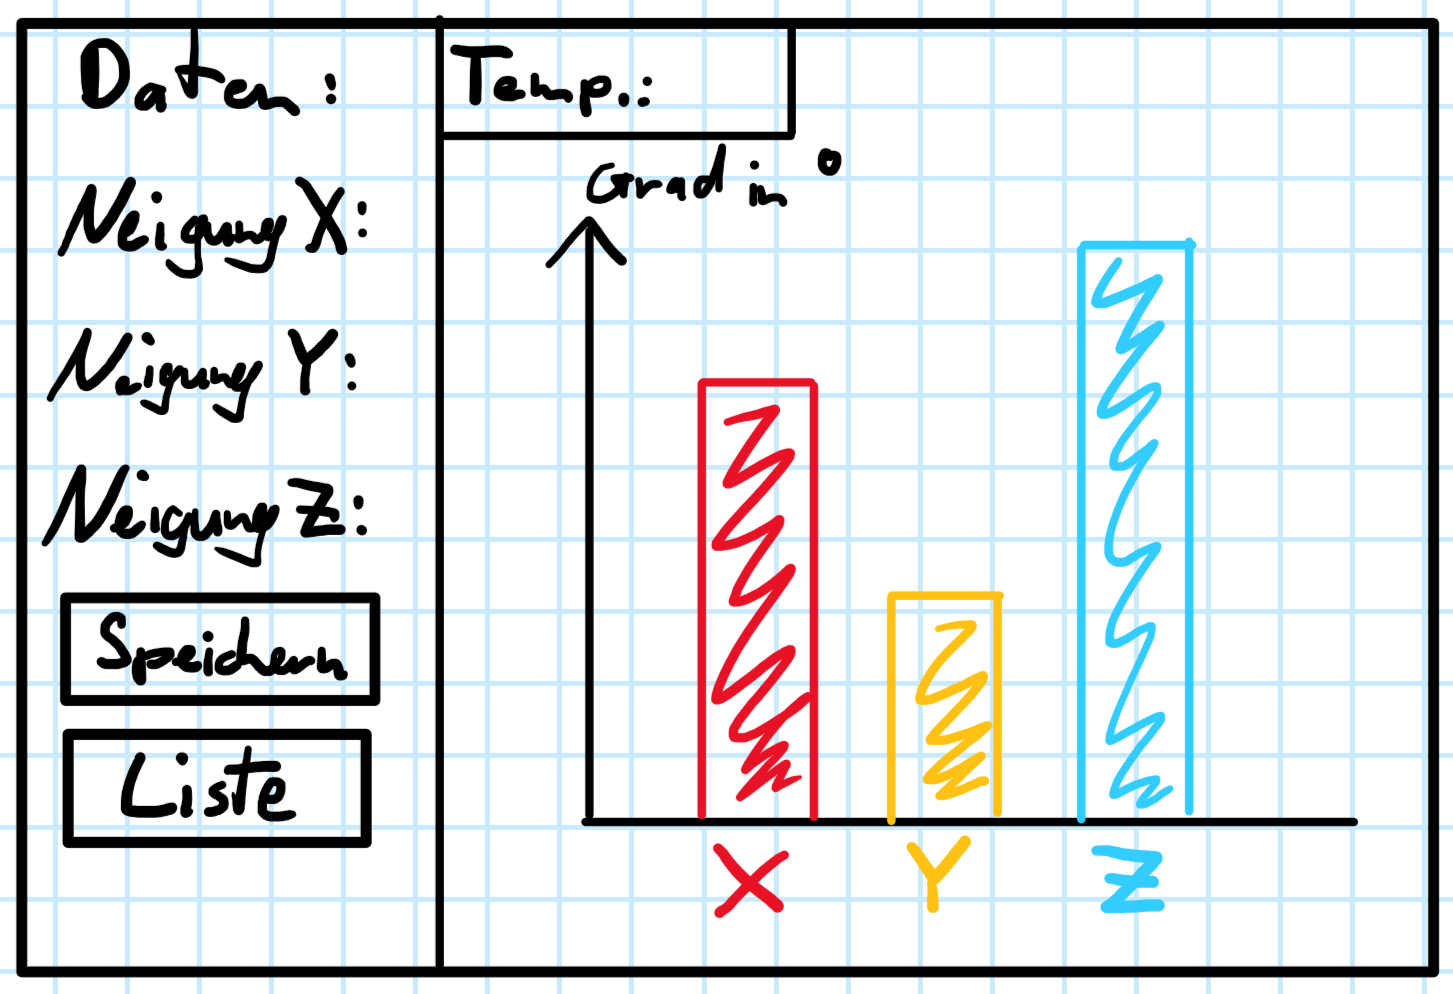 Daten:
Neigung X:
Neigung Y:
Neigung Z:
Speichern
Liste
Temp.:
Grad in °
X Y Z